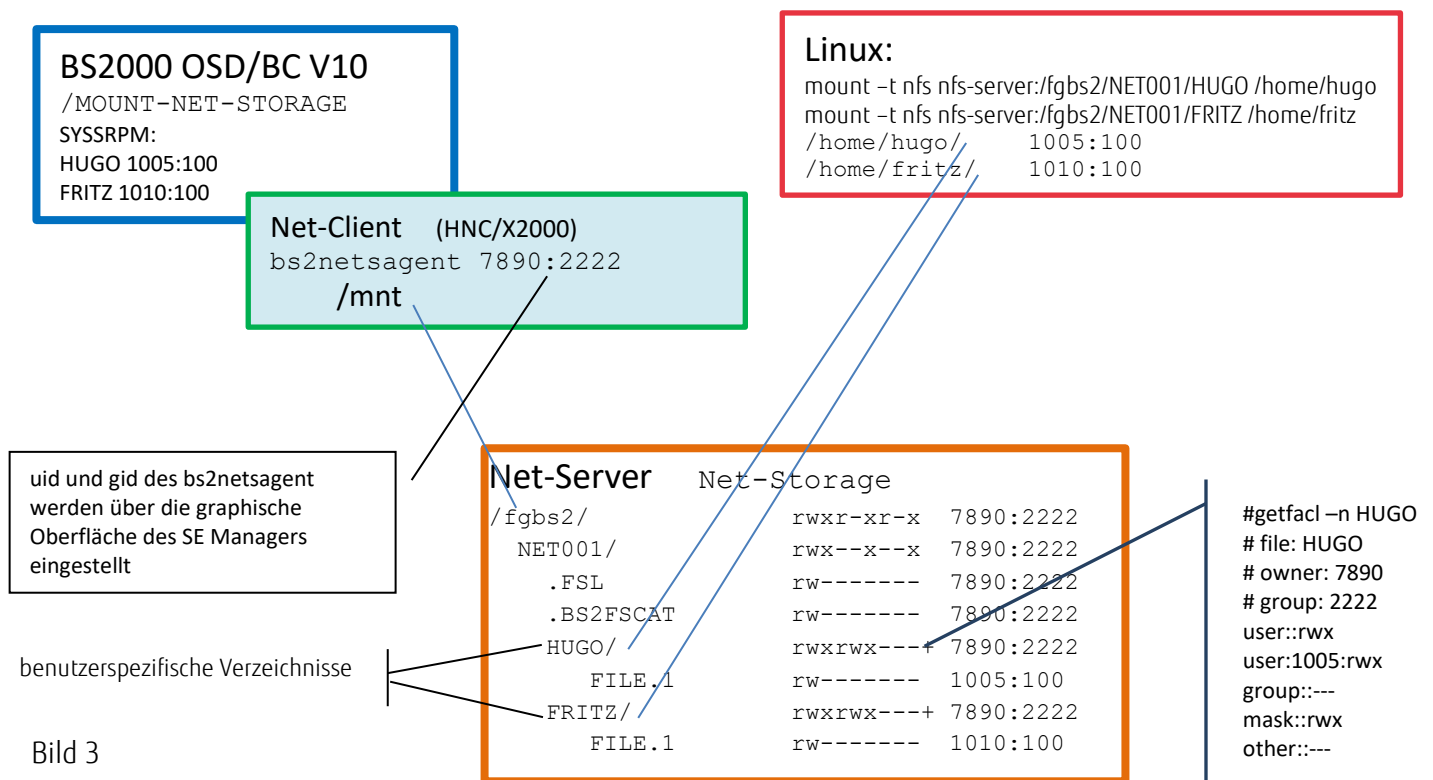 BS2000 OSD/BC V10
/MOUNT-NET-STORAGE
SYSSRPM:
HUGO 1005:100
FRITZ 1010:100
Linux:
mount –t nfs nfs-server:/fgbs2/NET001/HUGO /home/hugo
mount –t nfs nfs-server:/fgbs2/NET001/FRITZ /home/fritz
/home/hugo/ 1005:100
/home/fritz/ 1010:100
Net-Client (HNC/X2000)
bs2netsagent 7890:2222
/mnt
uid und gid des bs2netsagent
werden über die graphische
Oberfläche des SE Managers
eingestellt
benutzerspezifische Verzeichnisse
Net-Server Net-Storage
/fgbs2/ rwxr-xr-x 7890:2222
NET001/ rwx--x--x 7890:2222
.FSL rw------- 7890:2222
.BS2FSCAT rw------- 7890:2222
HUGO/ rwxrwx---+ 7890:2222
FILE.1 rw------- 1005:100
FRITZ/ rwxrwx---+ 7890:2222
FILE.1 rw------- 1010:100
#getfacl –n HUGO
# file: HUGO
# owner: 7890
# group: 2222
user::rwx
user:1005:rwx
group::---
mask::rwx
other::---
Bild 3